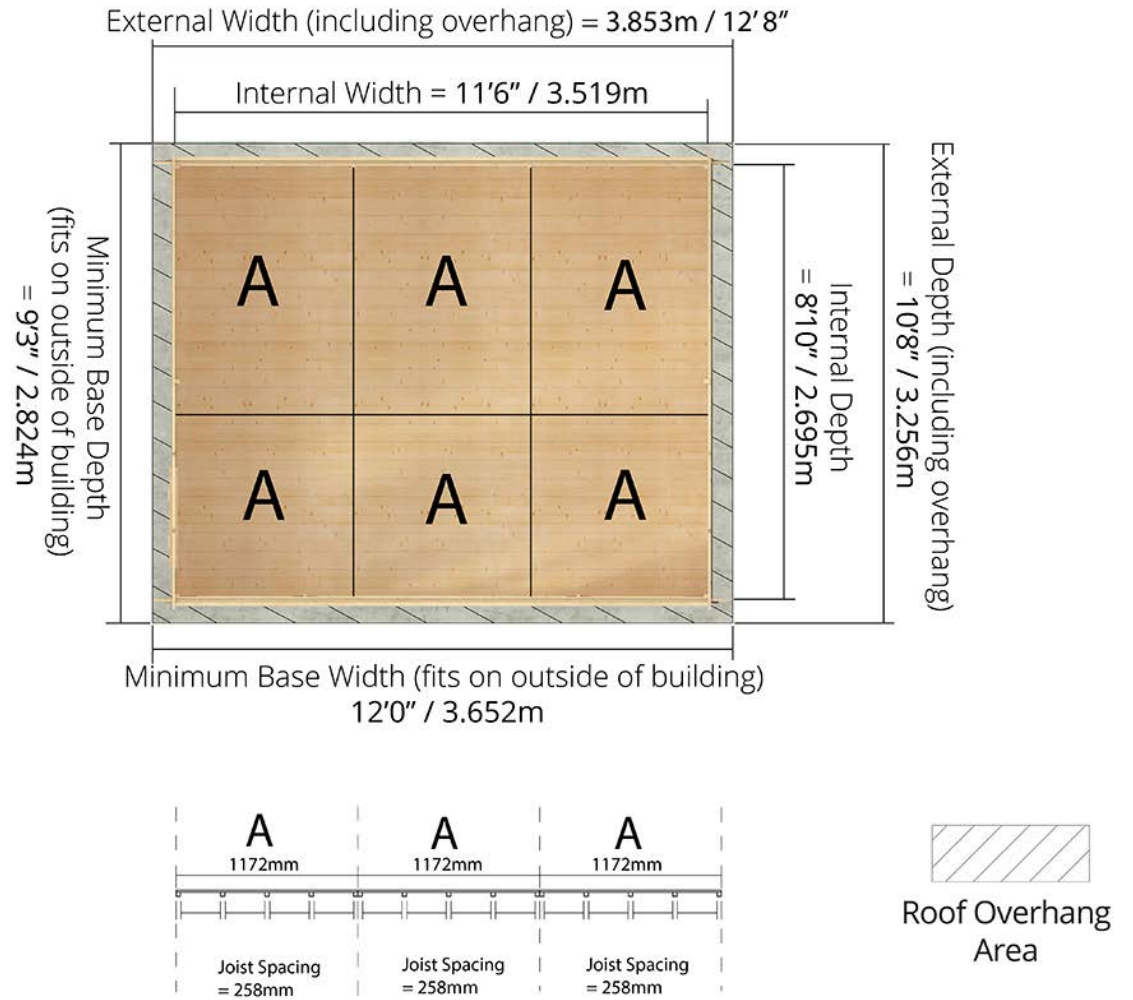 External Width (including overhang) = 3.853m / 12’8”
Internal Width = 11’6” / 3.519m
Minimum Base Depth
(fits on outside of building)
= 9’3” / 2.824m
A A A
A A A
Internal Depth
= 8’10” / 2.695m
External Depth (including overhang)
= 10’8” / 3.256m
Minimum Base Width (fits on outside of building)
12’0” / 3.652m
A A A
1172mm 1172mm 1172mm
Joist Spacing Joist Spacing Joist Spacing
= 258mm = 258mm = 258mm
Roof Overhang
Area